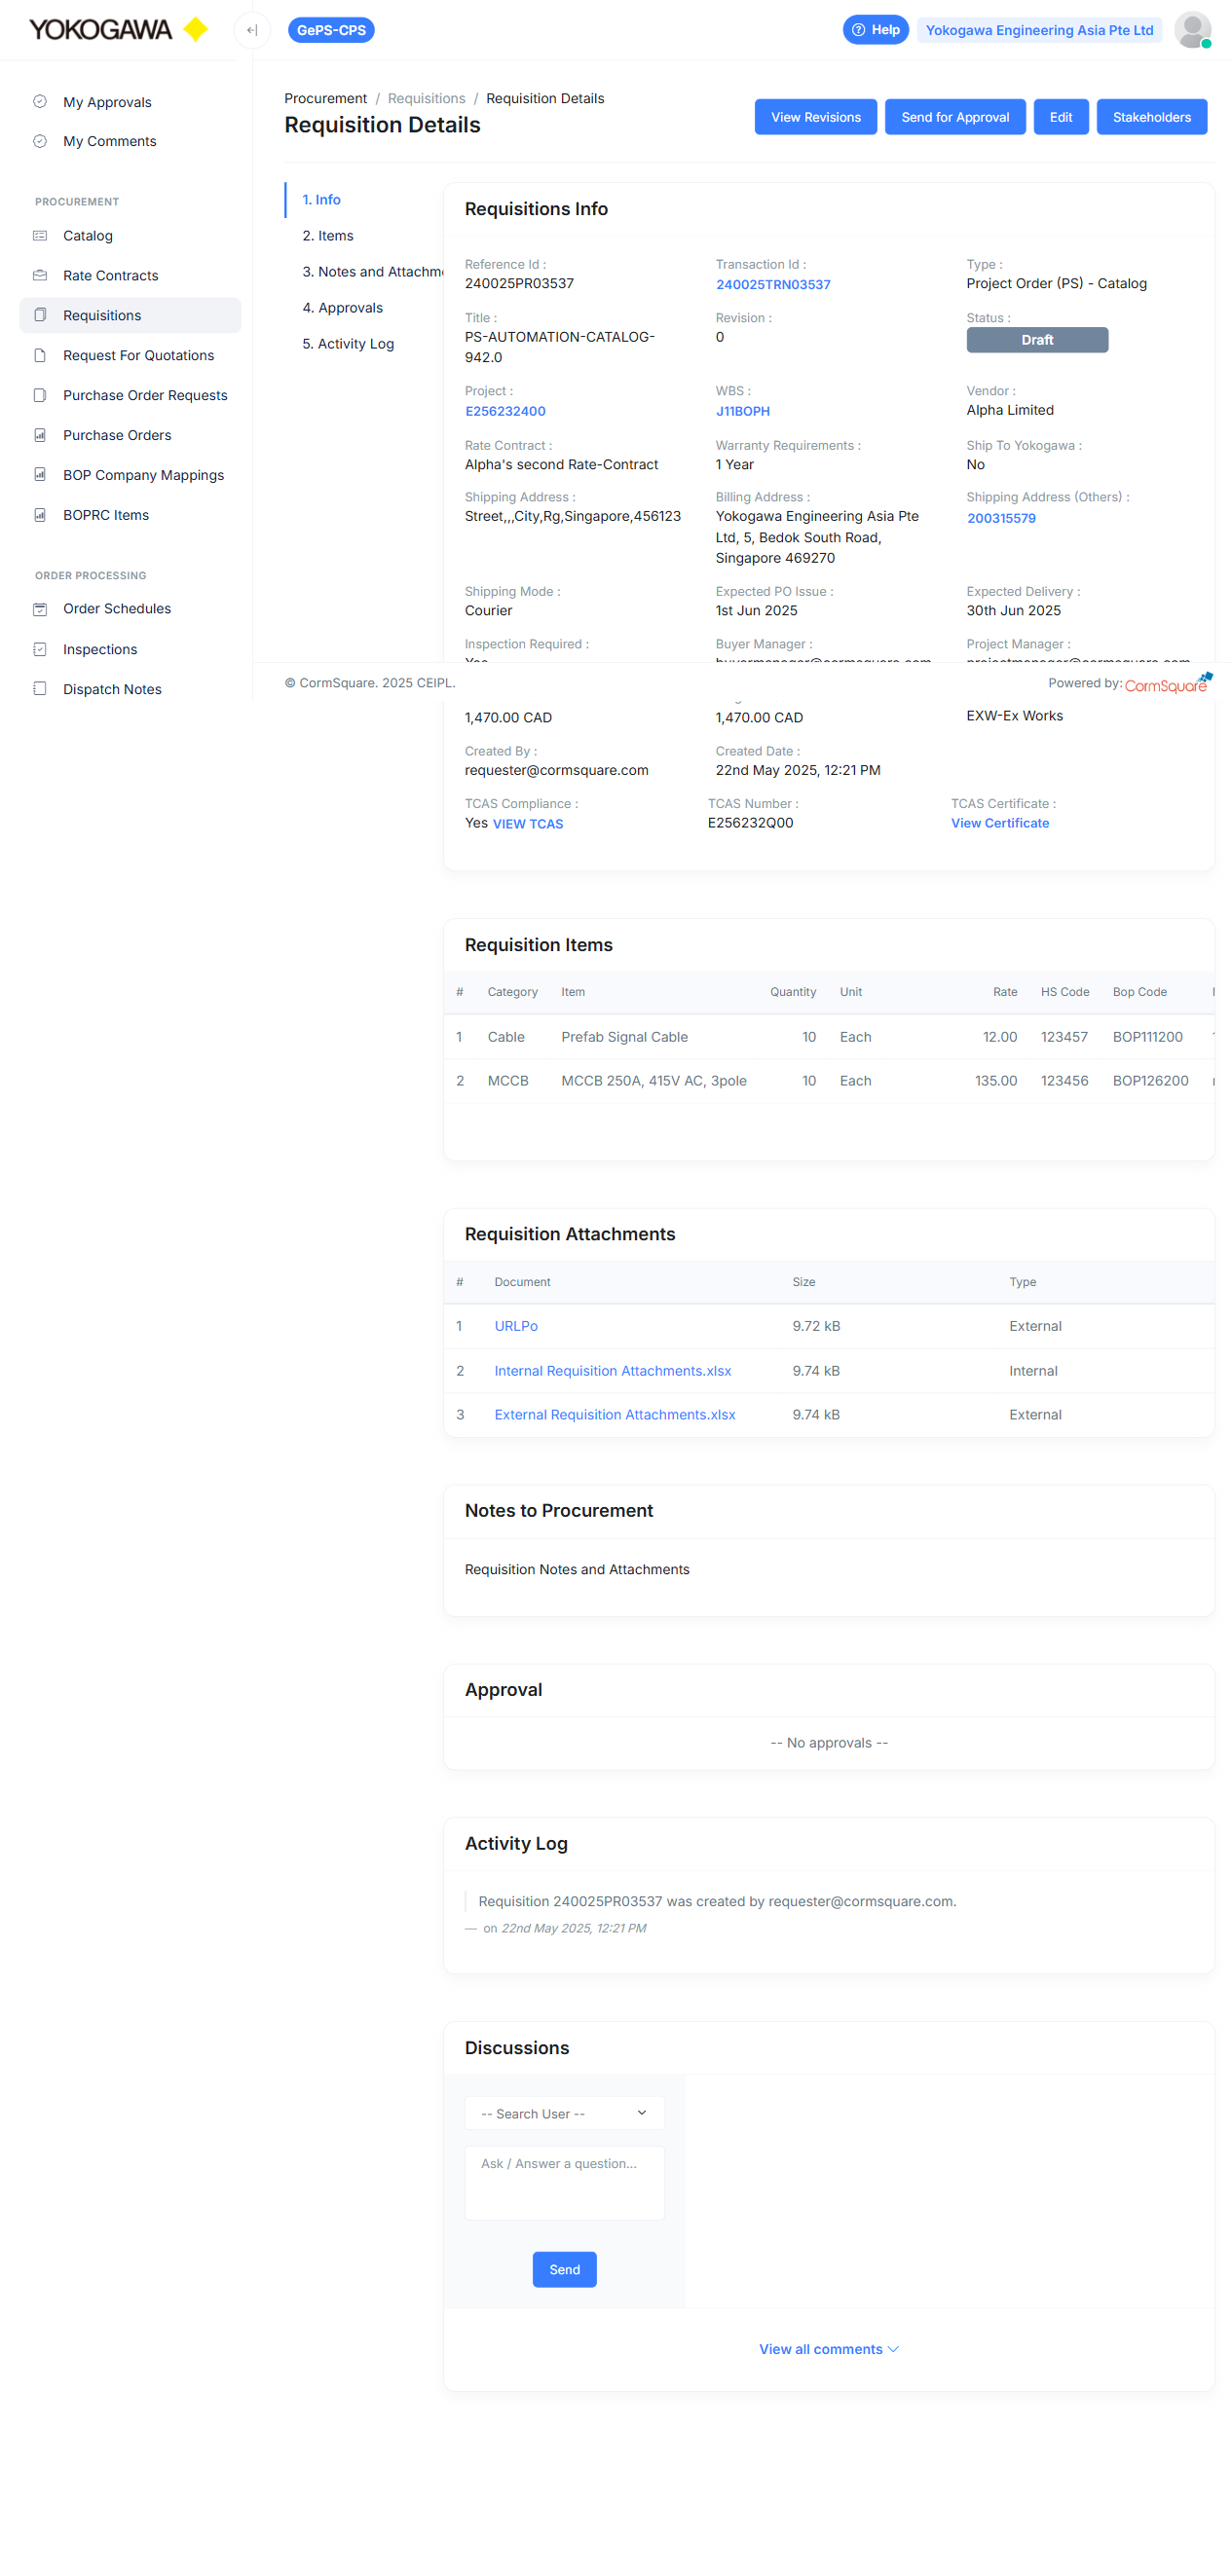 YOKOGAWA
GePS-CPS
Help
Yokogawa Engineering Asia Pte Ltd
My Approvals
My Comments
PROCUREMENT
Catalog
Rate Contracts
Requisitions
Request For Quotations
Purchase Order Requests
Purchase Orders
BOP Company Mappings
BOPRC Items
ORDER PROCESSING
Order Schedules
Inspections
Dispatch Notes
Procurement / Requisitions / Requisition Details
Requisition Details
View Revisions
Send for Approval
Edit
Stakeholders
1. Info
2. Items
3. Notes and Attachme
4. Approvals
5. Activity Log
Requisitions Info
Reference Id :
240025PR03537
Transaction Id :
240025TRN03537
Type :
Project Order (PS) - Catalog
Title :
PS-AUTOMATION-CATALOG-
942.0
Revision :
0
Status :
Draft
Project :
E256232400
WBS :
J11BOPH
Vendor :
Alpha Limited
Rate Contract :
Alpha's second Rate-Contract
Warranty Requirements :
1 Year
Ship To Yokogawa :
No
Shipping Address :
Street,,,City,Rg,Singapore,456123
Billing Address :
Yokogawa Engineering Asia Pte
Ltd, 5, Bedok South Road,
Singapore 469270
Shipping Address (Others) :
200315579
Shipping Mode :
Courier
Expected PO Issue :
1st Jun 2025
Expected Delivery :
30th Jun 2025
Inspection Required :
Buyer Manager :
Project Manager :
© CormSquare. 2025 CEIPL.
Powered by: CormSquare
1,470.00 CAD
1,470.00 CAD
EXW-Ex Works
Created By :
requester@cormsquare.com
Created Date :
22nd May 2025, 12:21 PM
TCAS Compliance :
Yes VIEW TCAS
TCAS Number :
E256232Q00
TCAS Certificate :
View Certificate
Requisition Items
# Category Item Quantity Unit Rate HS Code Bop Code
1 Cable Prefab Signal Cable 10 Each 12.00 123457 BOP111200
2 MCCB MCCB 250A, 415V AC, 3pole 10 Each 135.00 123456 BOP126200
Requisition Attachments
# Document Size Type
1 URLPo 9.72 kB External
2 Internal Requisition Attachments.xlsx 9.74 kB Internal
3 External Requisition Attachments.xlsx 9.74 kB External
Notes to Procurement
Requisition Notes and Attachments
Approval
-- No approvals --
Activity Log
Requisition 240025PR03537 was created by requester@cormsquare.com.
— on 22nd May 2025, 12:21 PM
Discussions
-- Search User --
Ask / Answer a question...
Send
View all comments